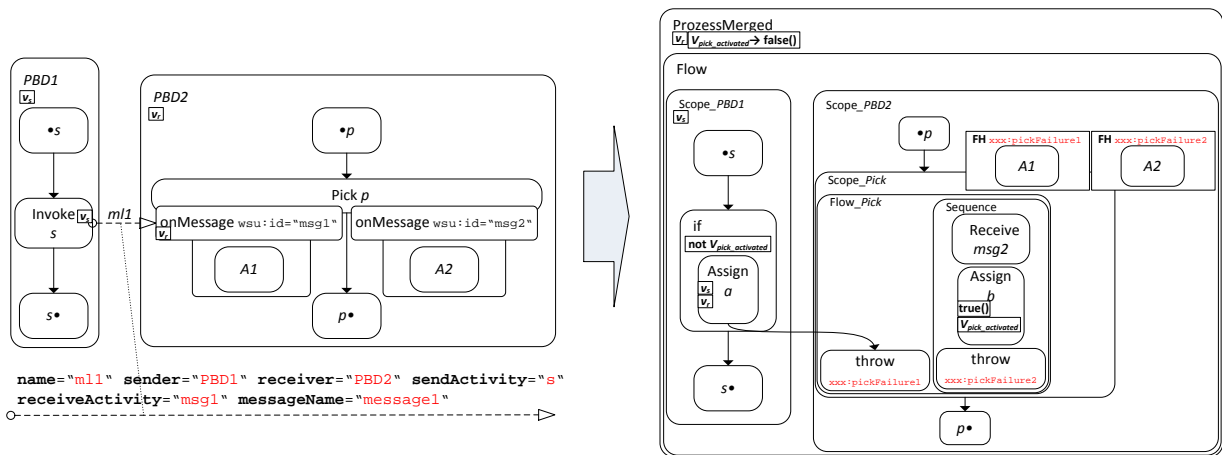 PBD1
vs
•s
Invoke vs
s
s•
ml1
PBD2
vr
•p
Pick p
onMessage wsu:id="msg1"
vr
onMessage wsu:id="msg2"
A1
A2
p•
name="ml1" sender="PBD1" receiver="PBD2" sendActivity="s"
receiveActivity="msg1" messageName="message1"
ProzessMerged
vr Vpick_activated→ false()
Flow
Scope_PBD1
vs
•s
if
not Vpick_activated
Assign
vs a
vr
s•
Scope_PBD2
•p
FH xxx:pickFailure1
A1
FH xxx:pickFailure2
A2
Scope_Pick
Flow_Pick
Sequence
Receive
msg2
Assign
b
true()
Vpick_activated
throw
xxx:pickFailure1
throw
xxx:pickFailure2
p•